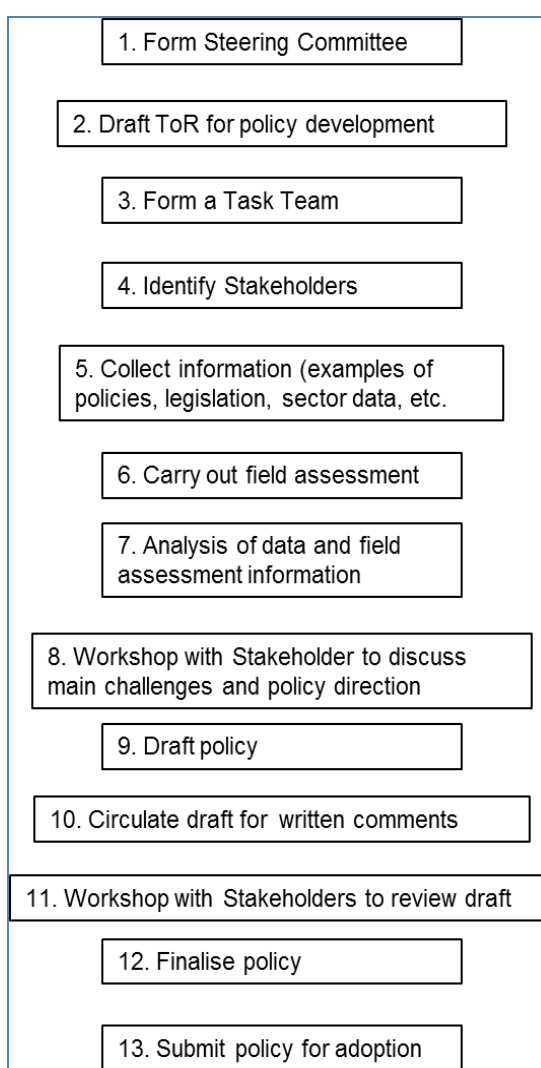 1. Form Steering Committee
2. Draft ToR for policy development
3. Form a Task Team
4. Identify Stakeholders
5. Collect information (examples of
policies, legislation, sector data, etc.
6. Carry out field assessment
7. Analysis of data and field
assessment information
8. Workshop with Stakeholder to discuss
main challenges and policy direction
9. Draft policy
10. Circulate draft for written comments
11. Workshop with Stakeholders to review draft
12. Finalise policy
13. Submit policy for adoption